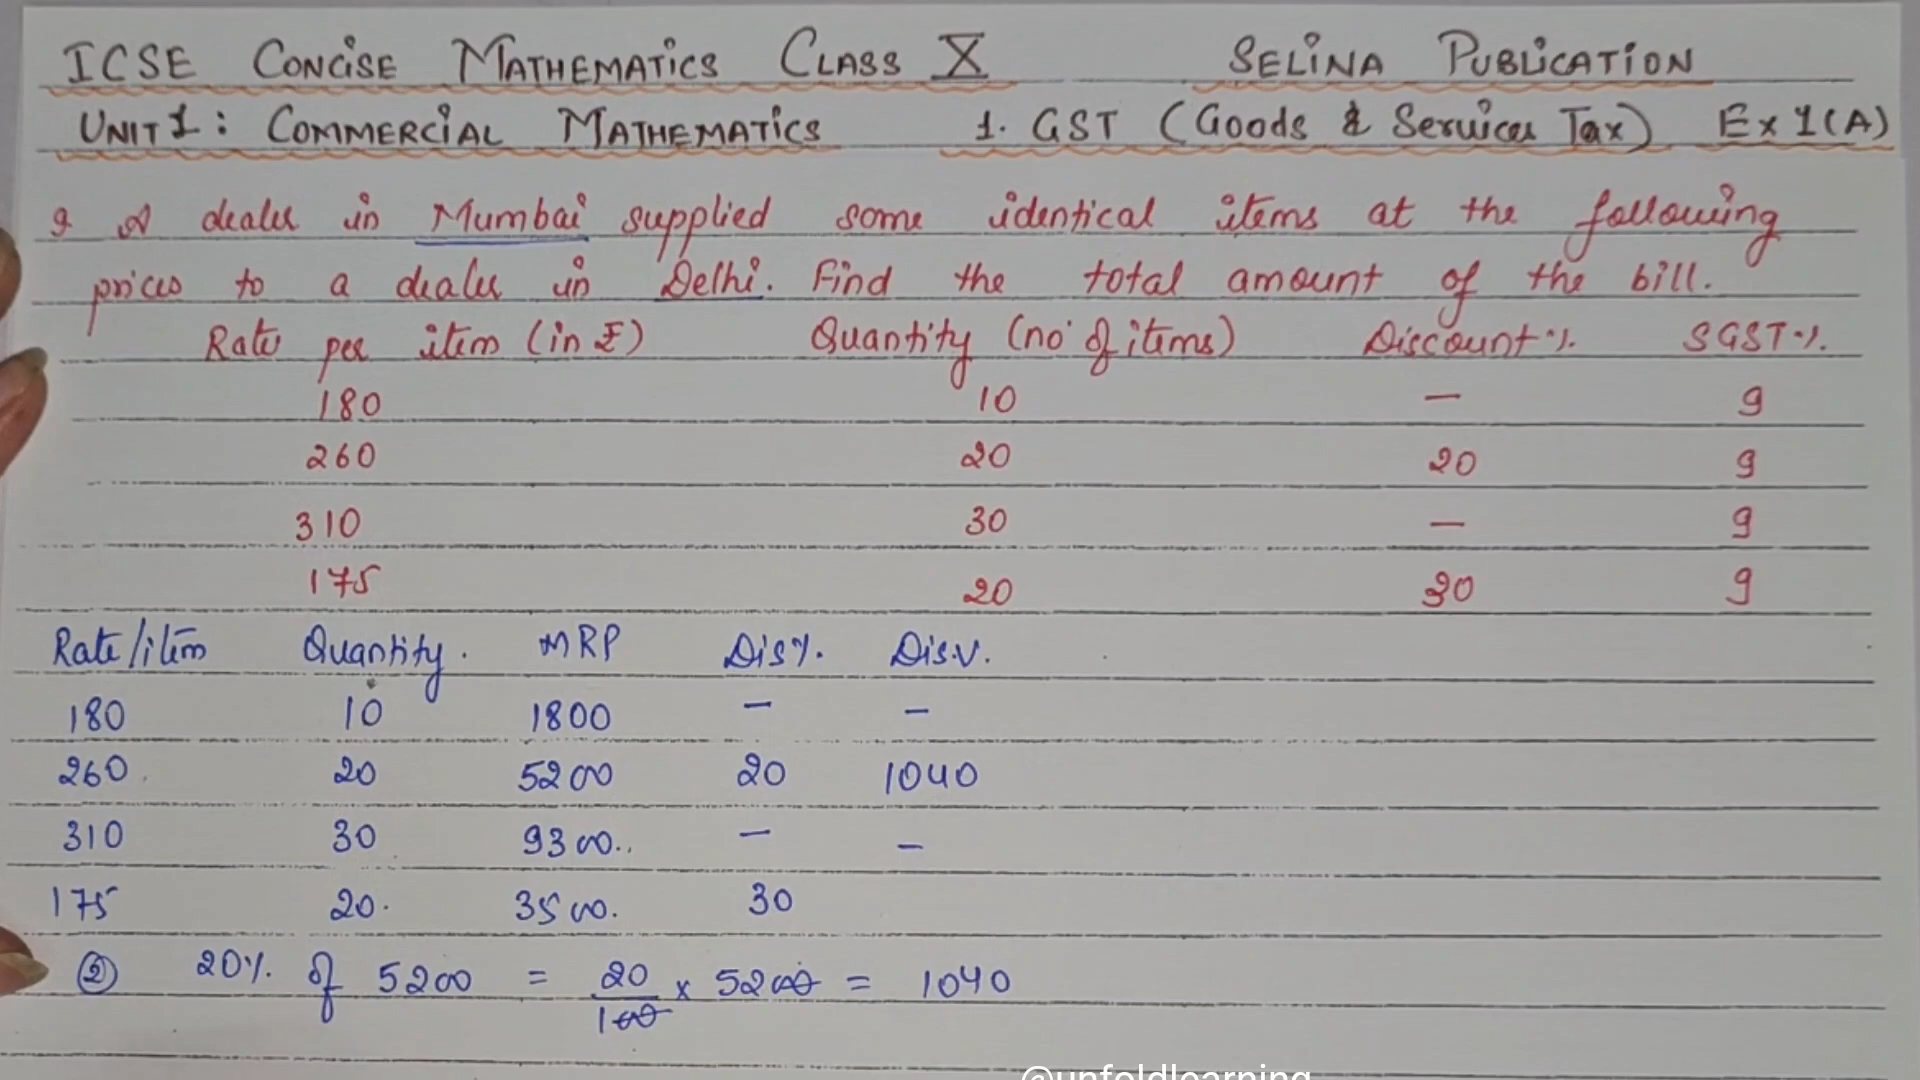 ICSE CONCISE MATHEMATICS CLASS X SELINA PUBLICATION
UNIT 1: COMMERCIAL MATHEMATICS 1. GST (Goods & Services Tax) Ex 1(A)
9 A dealer in Mumbai supplied some identical items at the following
prices to a dealer in Delhi. Find the total amount of the bill.
Rate per item (in ₹) Quantity (no of items) Discount % SGST %.
180 10 — 9
260 20 20 9
310 30 — 9
175 20 30 9
Rate/item Quantity. MRP Dis%. Dis.V.
180 10 1800 — —
260 20 5200 20 1040
310 30 9300 — —
175 20 3500 30
② 20% of 5200 = 20/100 x 5200 = 1040